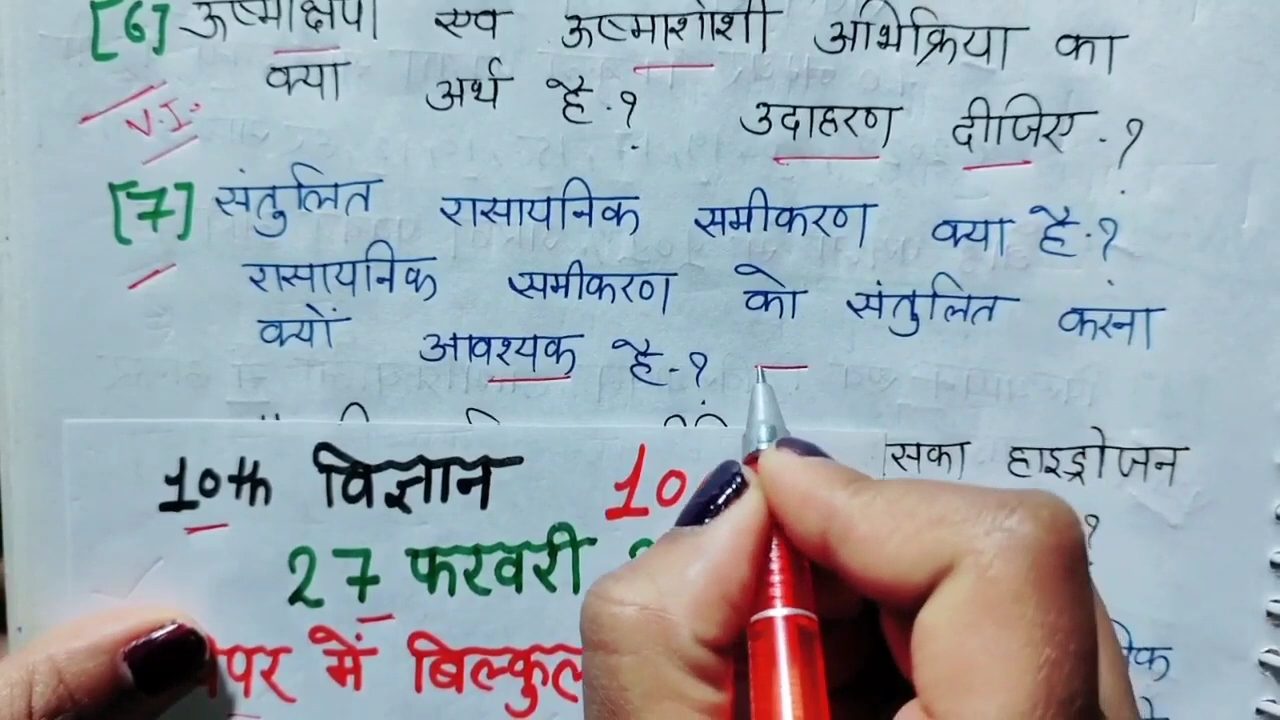 [6] ऊष्माक्षेपी एवं ऊष्माशोषी अभिक्रिया का
क्या अर्थ है.? उदाहरण दीजिए.?
V.I.
[7] संतुलित रासायनिक समीकरण क्या है.?
रासायनिक समीकरण को संतुलित करना
क्यों आवश्यक है-?
सका हाइड्रोजन
10th विज्ञान 10
27 फरवरी
में बिल्कुल